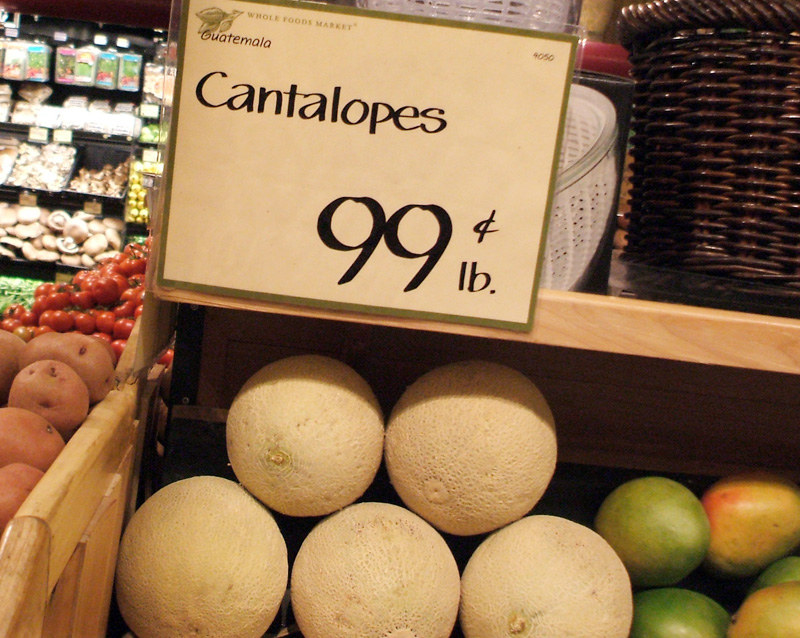 WHOLE FOODS MARKET®
Guatemala
4050
Cantalopes
99 ¢
lb.